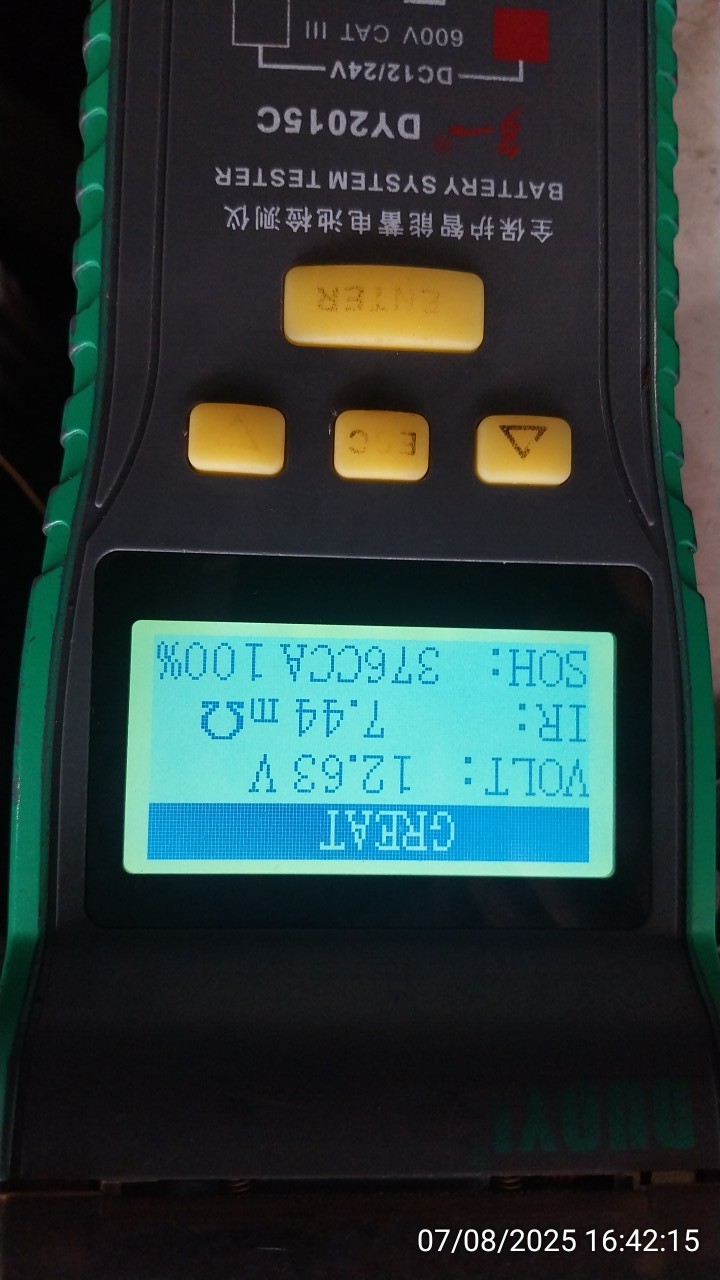 DUOYI
GREAT
VOLT: 12.63 V
IR: 7.44 mΩ
SOH: 376CCA 100%
ESC
ENTER
全保护智能蓄电池检测仪
BATTERY SYSTEM TESTER
DY2015C
DC12/24V
600V CAT III
07/08/2025 16:42:15